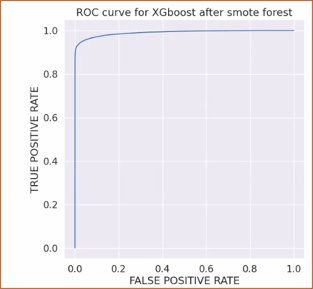 ROC curve for XGboost after smote forest
1.0
0.8
0.6
0.4
0.2
0.0
TRUE POSITIVE RATE
0.0 0.2 0.4 0.6 0.8 1.0
FALSE POSITIVE RATE